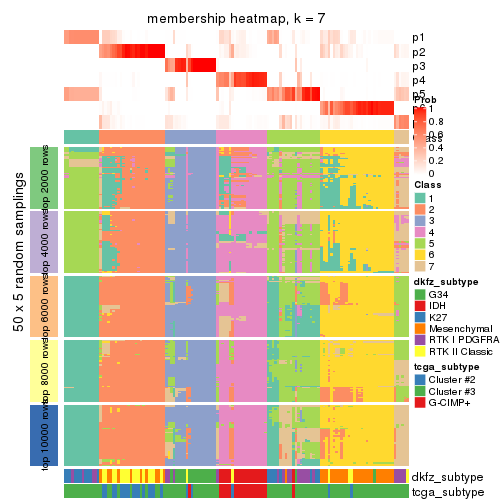 membership heatmap, k = 7
p1
p2
p3
p4
p5
Prob
1
0.8
0.6
0.4
0.2
0
Class
Class
1
2
3
4
5
6
7
dkfz_subtype
G34
IDH
K27
Mesenchymal
RTK I PDGFRA
RTK II Classic
tcga_subtype
Cluster #2
Cluster #3
G-CIMP+
50 x 5 random samplings
top 2000 rows
top 4000 rows
top 6000 rows
top 8000 rows
top 10000 rows
dkfz_subtype
tcga_subtype